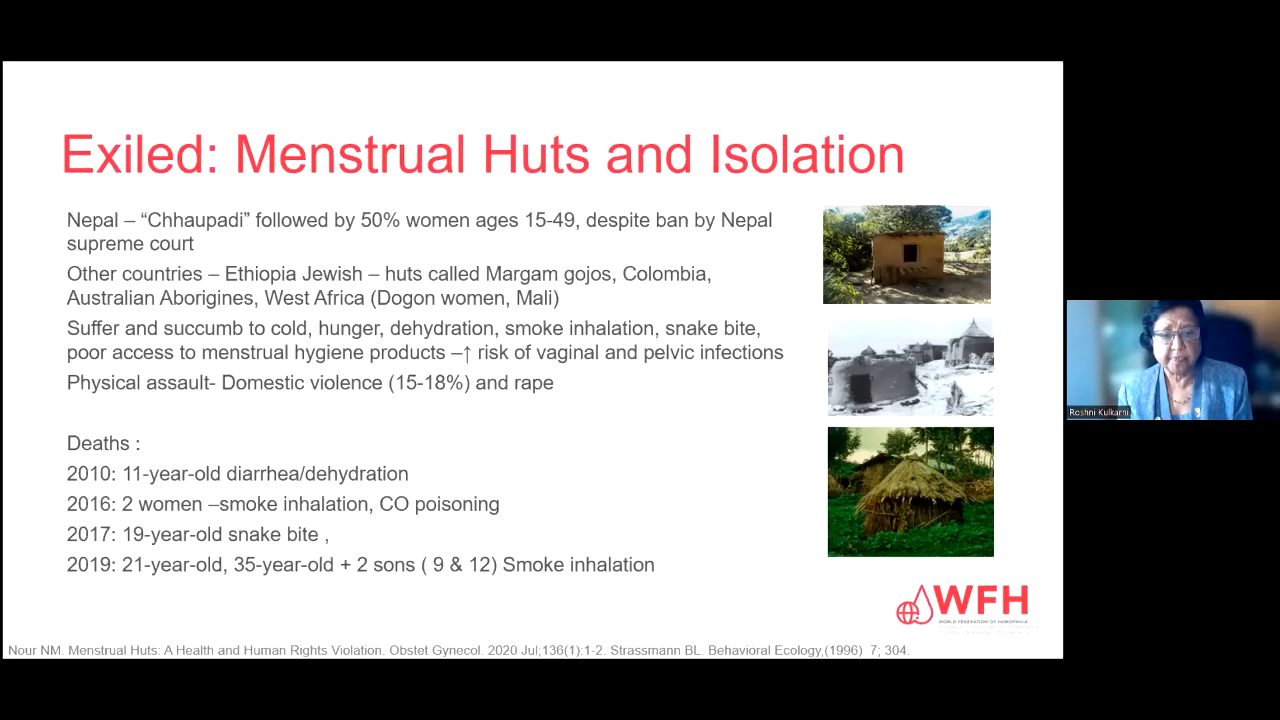 Exiled: Menstrual Huts and Isolation
Nepal – “Chhaupadi” followed by 50% women ages 15-49, despite ban by Nepal
supreme court
Other countries – Ethiopia Jewish – huts called Margam gojos, Colombia,
Australian Aborigines, West Africa (Dogon women, Mali)
Suffer and succumb to cold, hunger, dehydration, smoke inhalation, snake bite,
poor access to menstrual hygiene products –↑ risk of vaginal and pelvic infections
Physical assault- Domestic violence (15-18%) and rape
Deaths :
2010: 11-year-old diarrhea/dehydration
2016: 2 women –smoke inhalation, CO poisoning
2017: 19-year-old snake bite ,
2019: 21-year-old, 35-year-old + 2 sons ( 9 & 12) Smoke inhalation
WFH
WORLD FEDERATION OF HEMOPHILIA
Nour NM. Menstrual Huts: A Health and Human Rights Violation. Obstet Gynecol. 2020 Jul;136(1):1-2. Strassmann BL. Behavioral Ecology,(1996) 7; 304.
Roshni Kulkarni